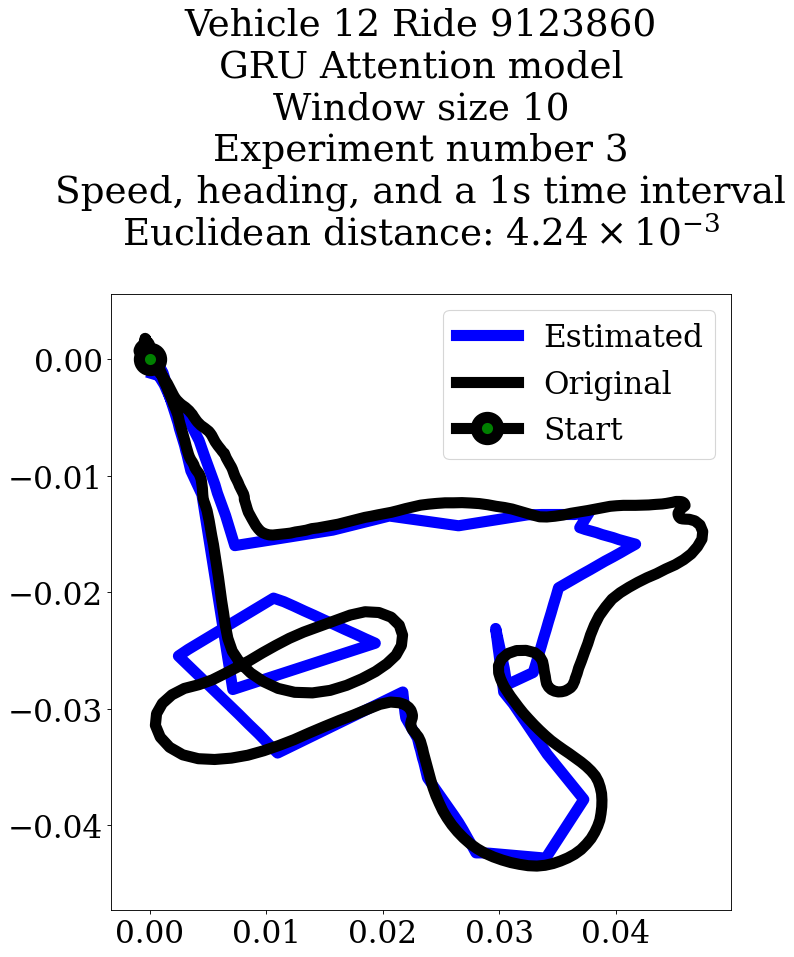 Vehicle 12 Ride 9123860
GRU Attention model
Window size 10
Experiment number 3
Speed, heading, and a 1s time interval
Euclidean distance: 4.24 × 10⁻³
Estimated
Original
Start
0.00
−0.01
−0.02
−0.03
−0.04
0.00 0.01 0.02 0.03 0.04